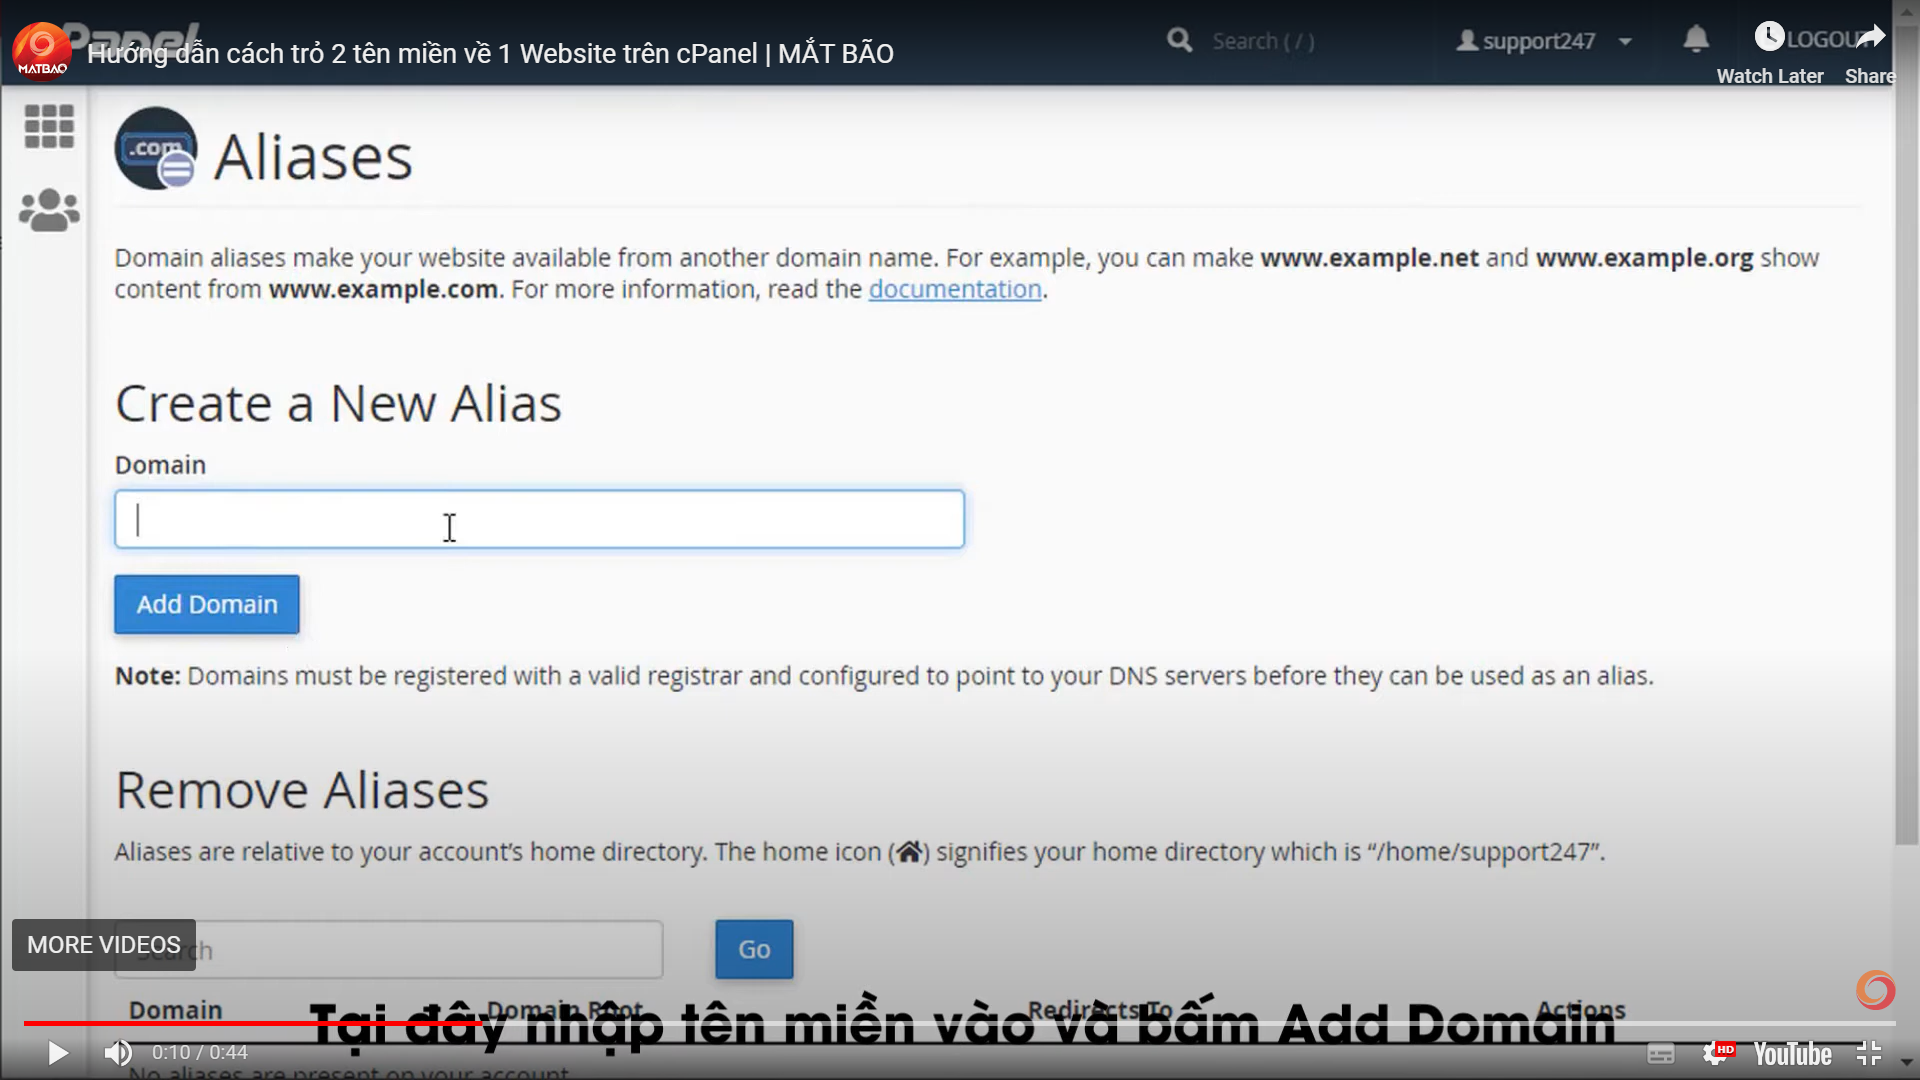 cPanel
MATBAO
Hướng dẫn cách trỏ 2 tên miền về 1 Website trên cPanel | MẮT BÃO
Search ( / )
support247
LOGOUT
Watch Later
Share
.com
Aliases
Domain aliases make your website available from another domain name. For example, you can make www.example.net and www.example.org show
content from www.example.com. For more information, read the documentation.
Create a New Alias
Domain
Add Domain
Note: Domains must be registered with a valid registrar and configured to point to your DNS servers before they can be used as an alias.
Remove Aliases
Aliases are relative to your account's home directory. The home icon ( ) signifies your home directory which is “/home/support247”.
MORE VIDEOS
Search
Go
Domain
Domain Root
Redirects To
Actions
Tại đây nhập tên miền vào và bấm Add Domain
0:10 / 0:44
HD
YouTube
No aliases are present on your account.